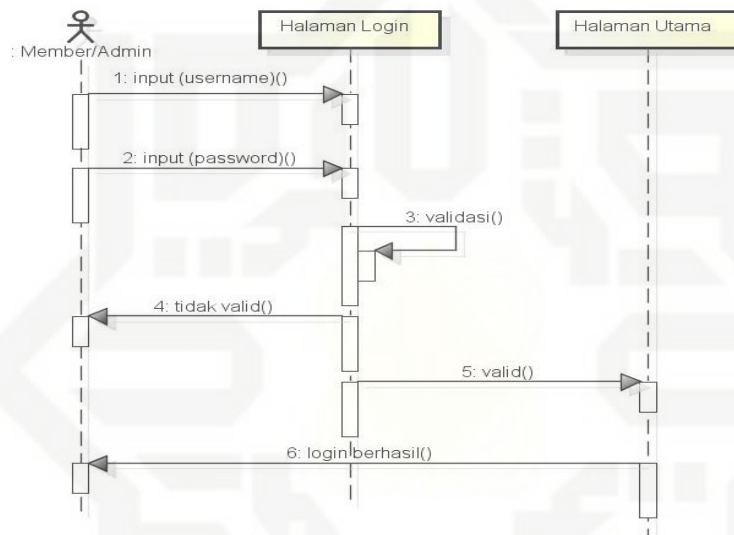 Halaman Login
Halaman Utama
: Member/Admin
1: input (username)()
2: input (password)()
3: validasi()
4: tidak valid()
5: valid()
6: login berhasil()